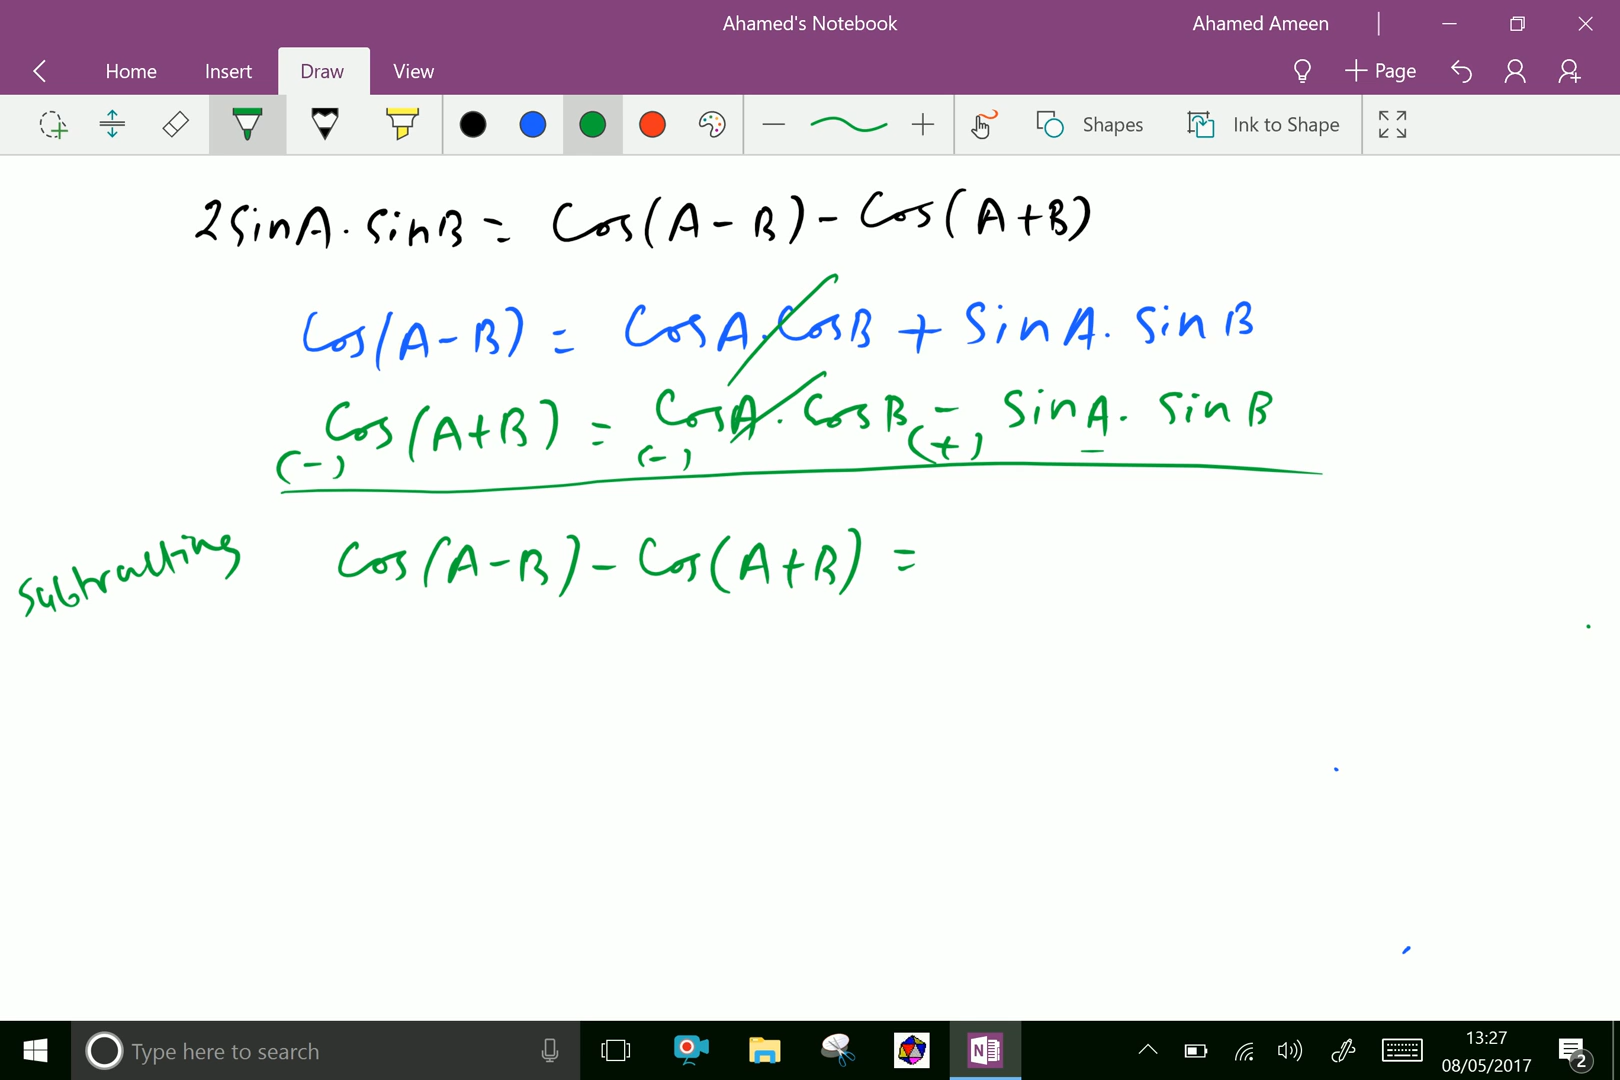 Ahamed's Notebook
Ahamed Ameen
Home Insert Draw View
Page
Shapes
Ink to Shape
2SinA . SinB = Cos(A-B) - Cos(A+B)
Cos(A-B) = CosA.CosB + SinA. SinB
Cos(A+B) = CosA. CosB - SinA. SinB
(-) (-) (+)
Subtracting Cos(A-B) - Cos(A+B) =
Type here to search
N
13:27
08/05/2017
2